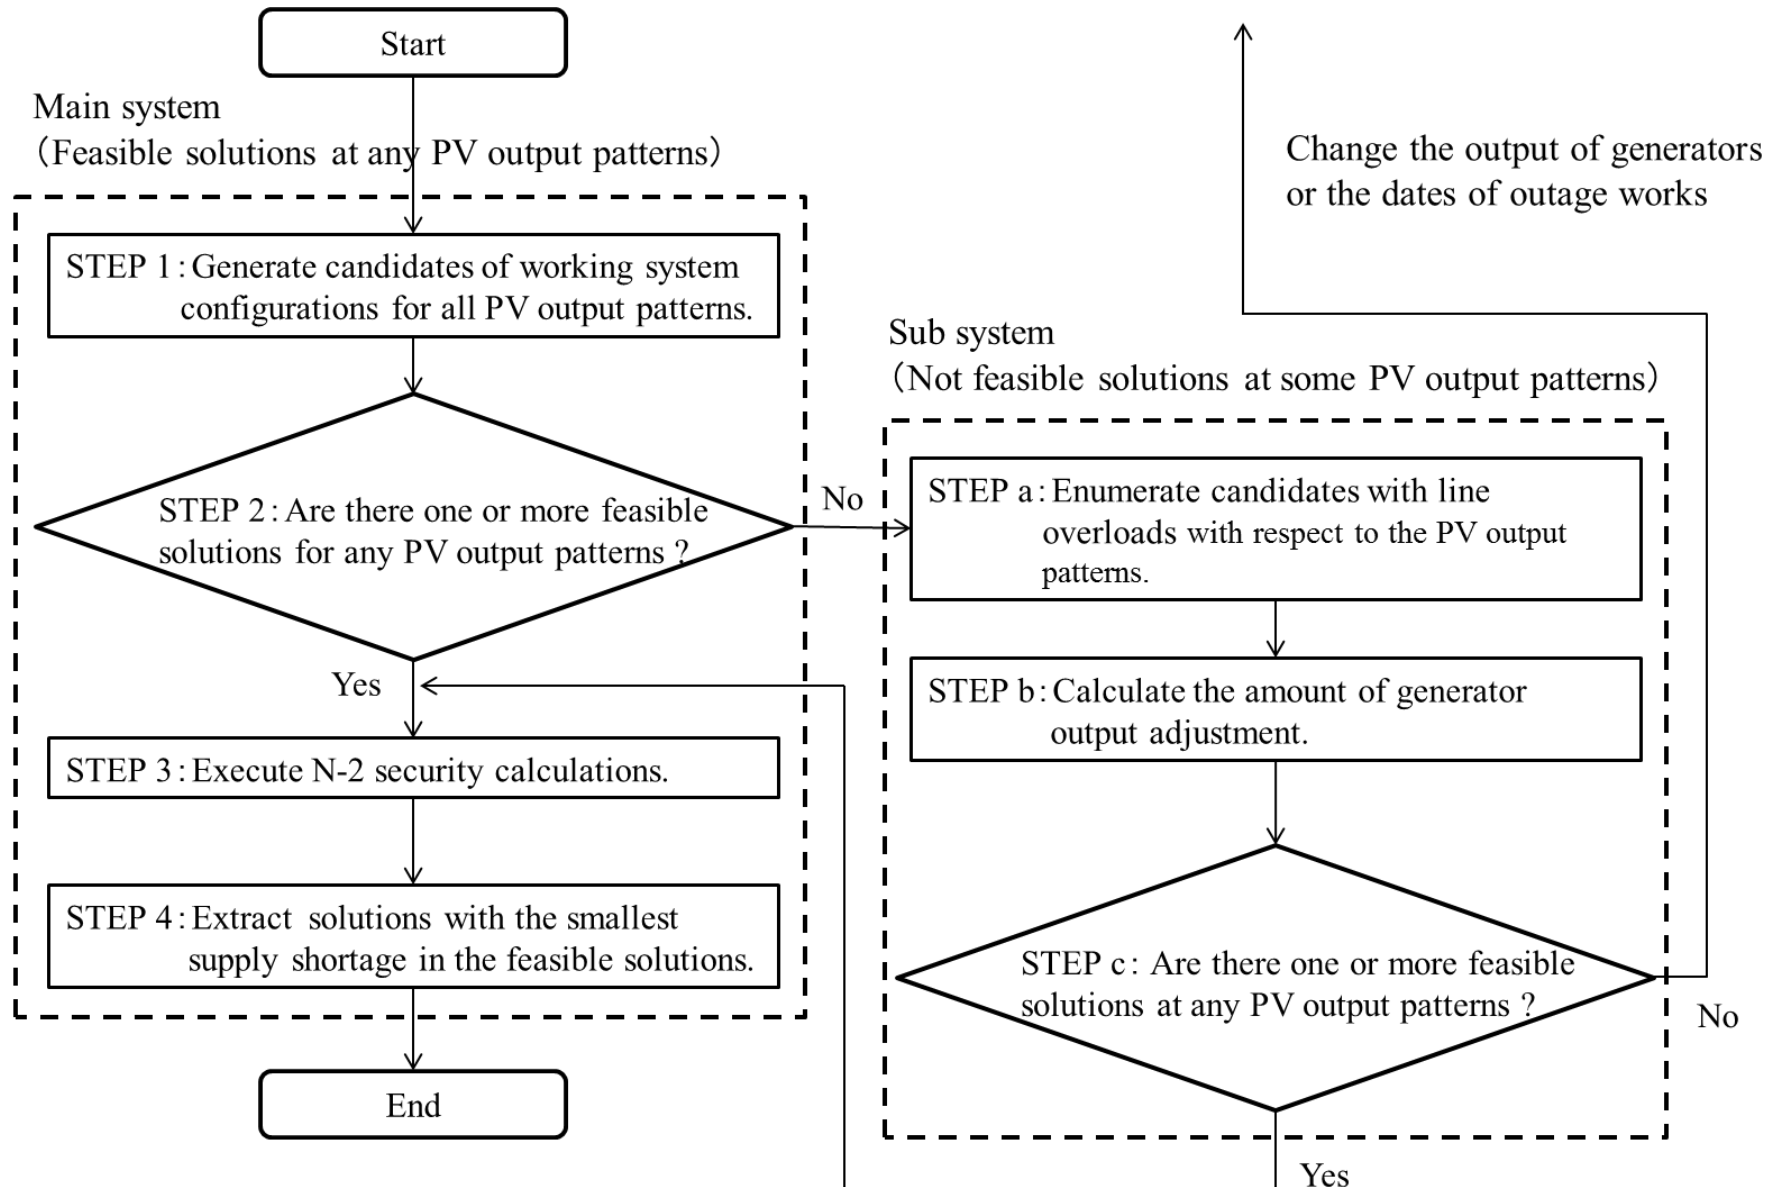 Start
Main system
（Feasible solutions at any PV output patterns）
STEP 1：Generate candidates of working system
configurations for all PV output patterns.
STEP 2：Are there one or more feasible
solutions for any PV output patterns ?
No
Yes
STEP 3：Execute N-2 security calculations.
STEP 4：Extract solutions with the smallest
supply shortage in the feasible solutions.
End
Change the output of generators
or the dates of outage works
Sub system
（Not feasible solutions at some PV output patterns）
STEP a：Enumerate candidates with line
overloads with respect to the PV output
patterns.
STEP b：Calculate the amount of generator
output adjustment.
STEP c：Are there one or more feasible
solutions at any PV output patterns ?
No
Yes